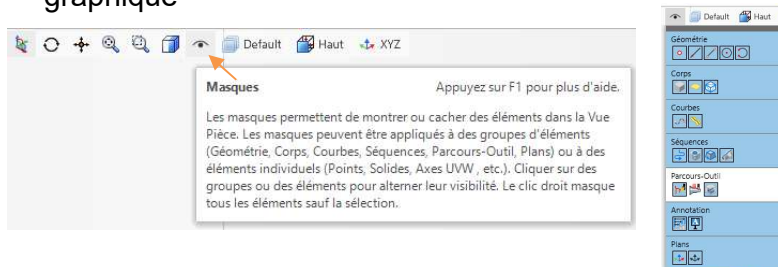 graphique
Default Haut XYZ
Masques Appuyez sur F1 pour plus d'aide.
Les masques permettent de montrer ou cacher des éléments dans la Vue
Pièce. Les masques peuvent être appliqués à des groupes d'éléments
(Géométrie, Corps, Courbes, Séquences, Parcours-Outil, Plans) ou à des
éléments individuels (Points, Solides, Axes UVW , etc.). Cliquer sur des
groupes ou des éléments pour alterner leur visibilité. Le clic droit masque
tous les éléments sauf la sélection.
Default Haut
Géométrie
Corps
Courbes
Séquences
Parcours-Outil
Annotation
Plans